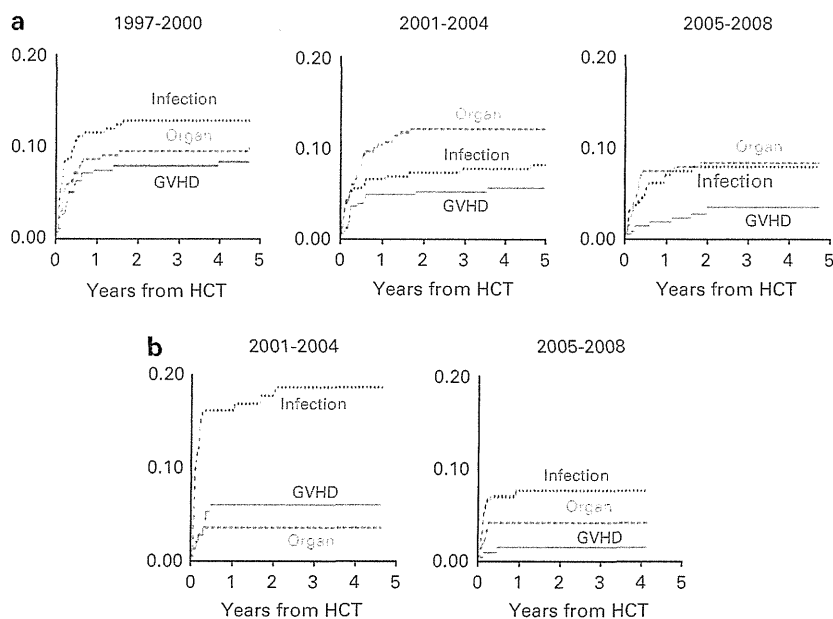 a
1997-2000
2001-2004
2005-2008
0.20
0.10
0.00
Infection
Organ
GVHD
0 1 2 3 4 5
Years from HCT
0.20
0.10
0.00
Organ
Infection
GVHD
0 1 2 3 4 5
Years from HCT
0.20
0.10
0.00
Organ
Infection
GVHD
0 1 2 3 4 5
Years from HCT
b
2001-2004
2005-2008
0.20
0.10
0.00
Infection
GVHD
Organ
0 1 2 3 4 5
Years from HCT
0.20
0.10
0.00
Infection
Organ
GVHD
0 1 2 3 4 5
Years from HCT